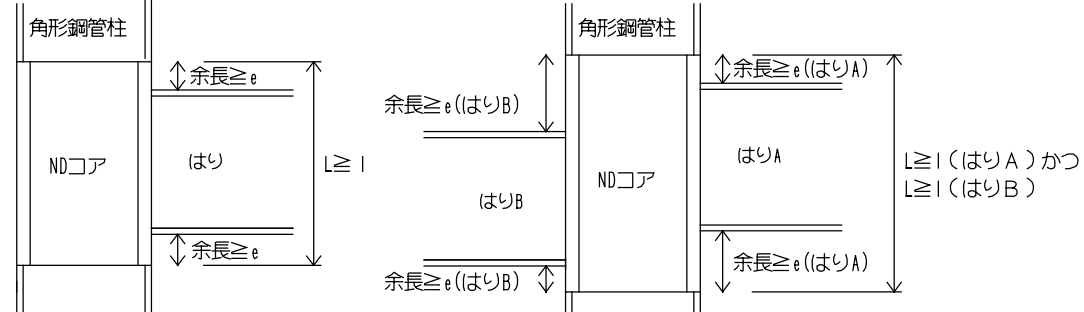 角形鋼管柱
余長≧e
NDコア
はり
L≧l
余長≧e
角形鋼管柱
余長≧e(はりA)
余長≧e(はりB)
はりA
NDコア
はりB
L≧l(はりA)かつ
L≧l(はりB)
余長≧e(はりA)
余長≧e(はりB)